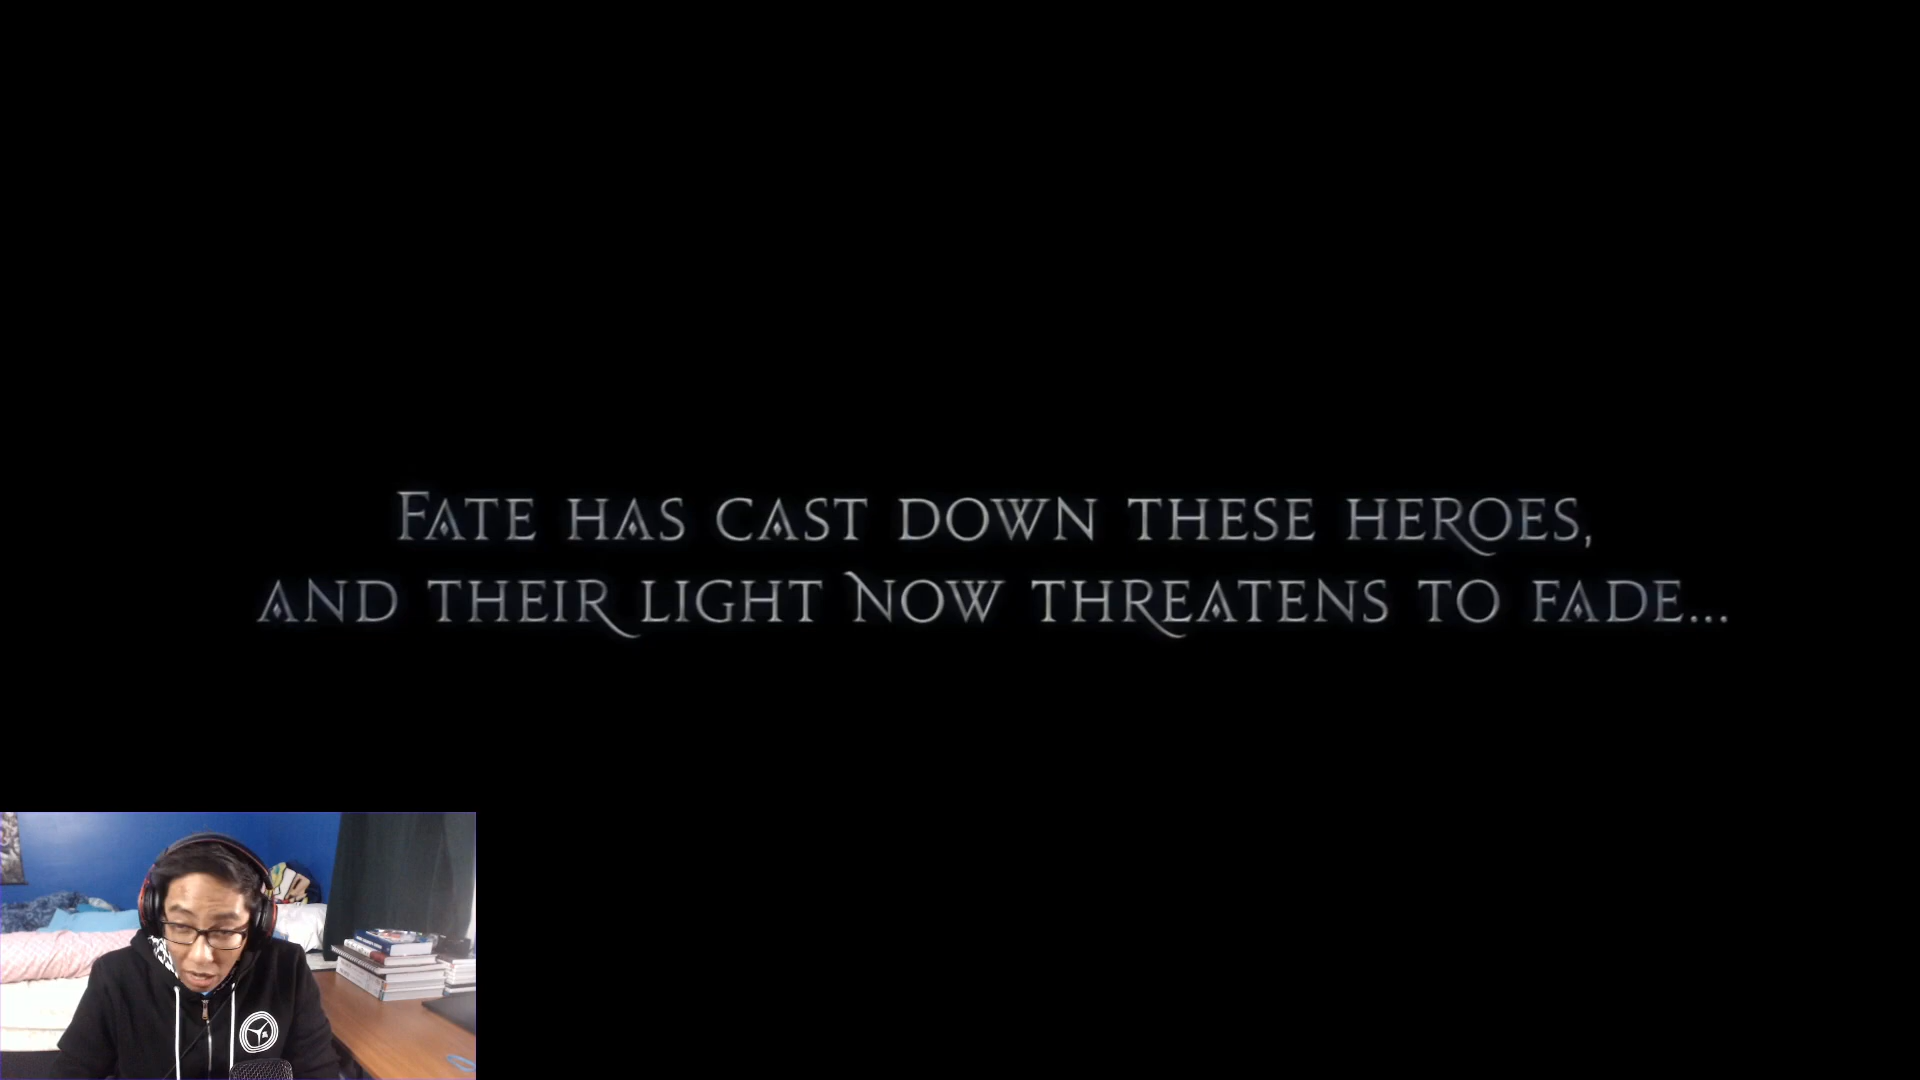 Fate has cast down these heroes,
and their light now threatens to fade...